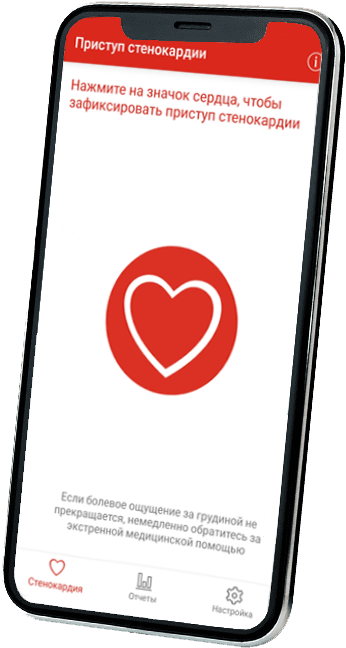 Приступ стенокардии
Нажмите на значок сердца, чтобы
зафиксировать приступ стенокардии
Если болевое ощущение за грудиной не
прекращается, немедленно обратитесь за
экстренной медицинской помощью
Стенокардия
Отчеты
Настройка